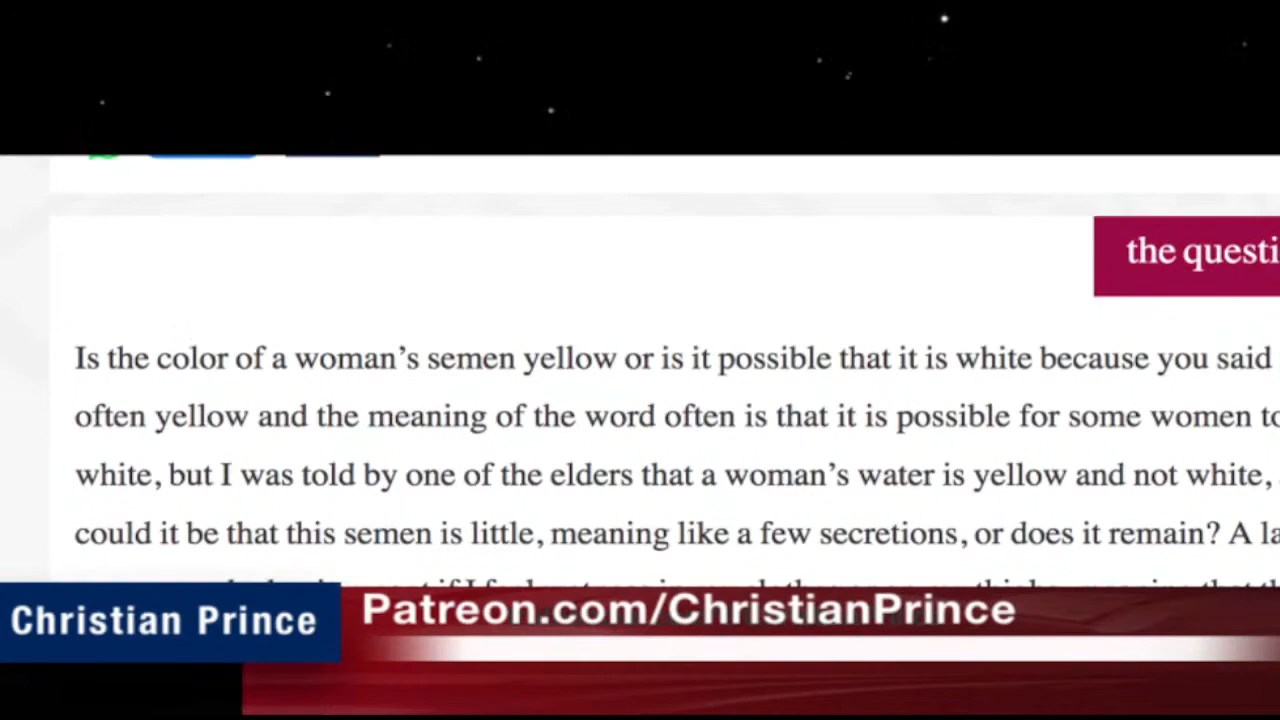 the questi
Is the color of a woman's semen yellow or is it possible that it is white because you said
often yellow and the meaning of the word often is that it is possible for some women to
white, but I was told by one of the elders that a woman's water is yellow and not white,
could it be that this semen is little, meaning like a few secretions, or does it remain? A la
Christian Prince
Patreon.com/ChristianPrince